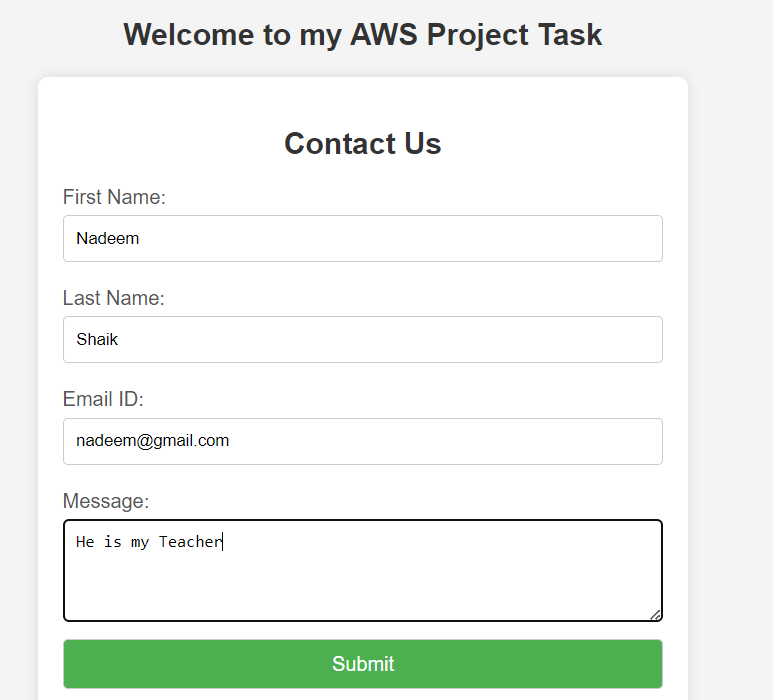 Welcome to my AWS Project Task
Contact Us
First Name:
Nadeem
Last Name:
Shaik
Email ID:
nadeem@gmail.com
Message:
He is my Teacher
Submit